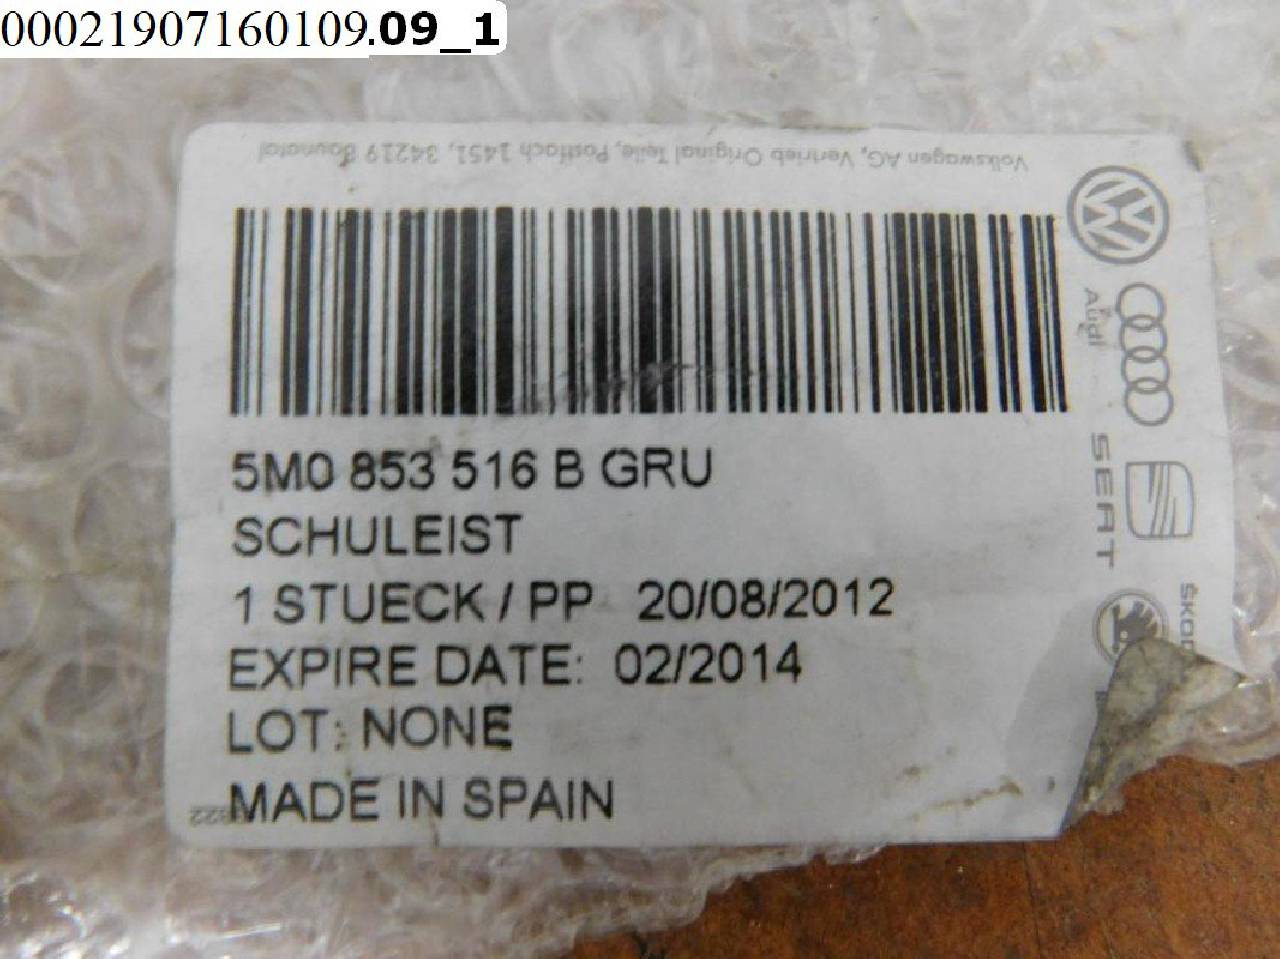 00021907160109.09_1
Volkswagen AG, Vertrieb Original Teile, Postfach 1451, 34219 Baunatal
Audi
SEAT
5M0 853 516 B GRU
SCHULEIST
1 STUECK / PP 20/08/2012
EXPIRE DATE: 02/2014
LOT: NONE
MADE IN SPAIN